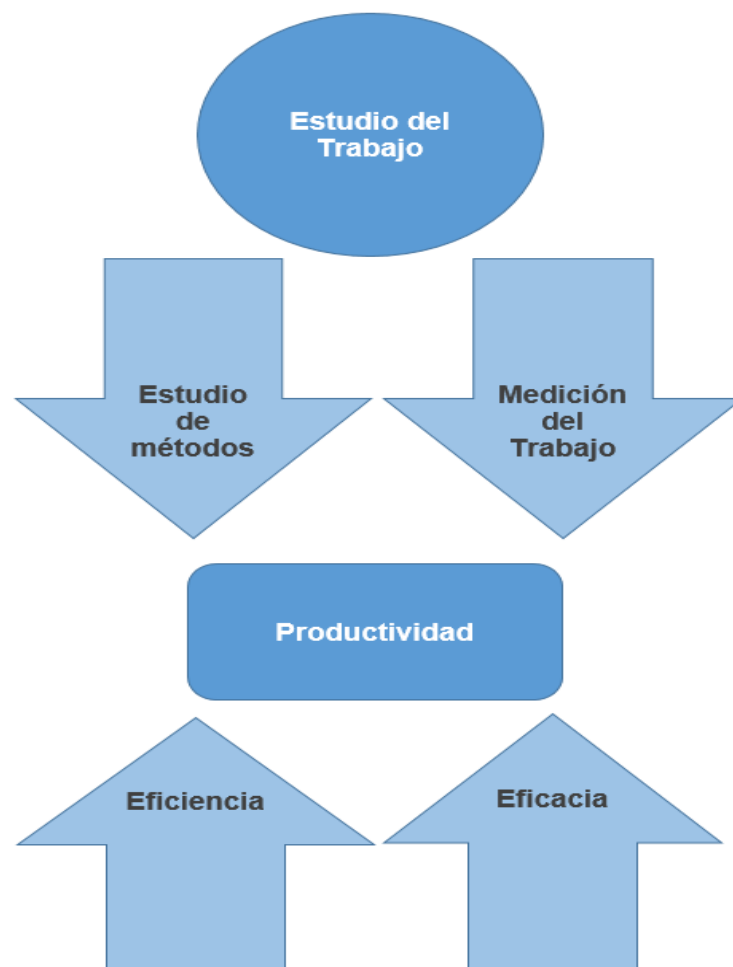 Estudio del
Trabajo
Estudio
de
métodos
Medición
del
Trabajo
Productividad
Eficiencia
Eficacia